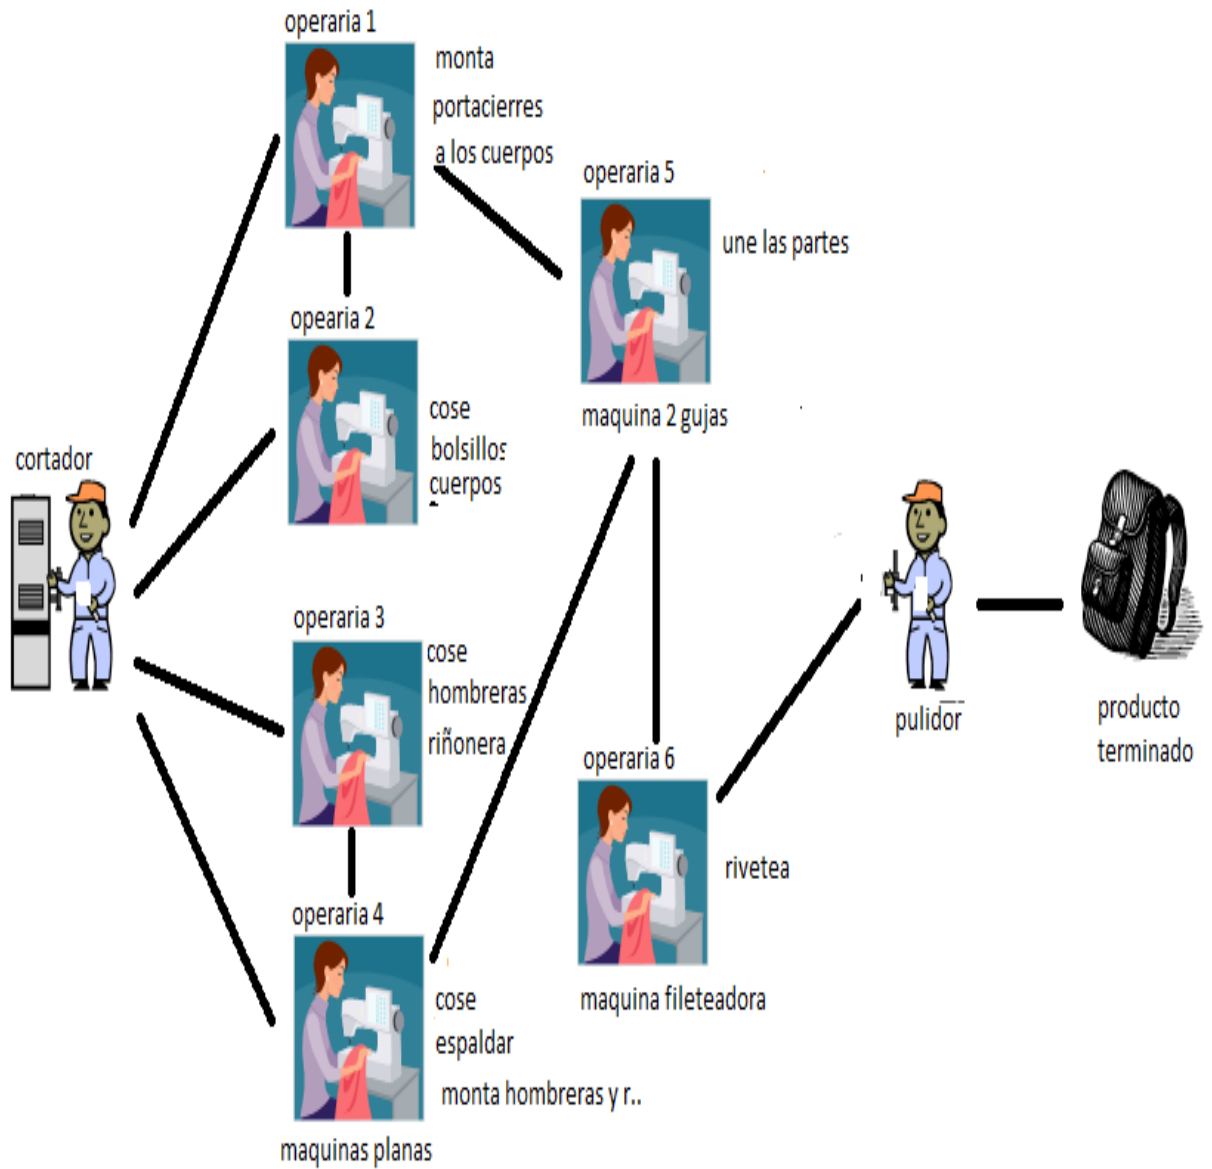 operaria 1
monta
portacierres
a los cuerpos
operaria 5
une las partes
opearia 2
cose
bolsillos
cuerpos
maquina 2 gujas
cortador
operaria 3
cose
hombreras
riñonera
operaria 6
rivetea
maquina fileteadora
pulidor
producto
terminado
operaria 4
cose
espaldar
monta hombreras y r..
maquinas planas